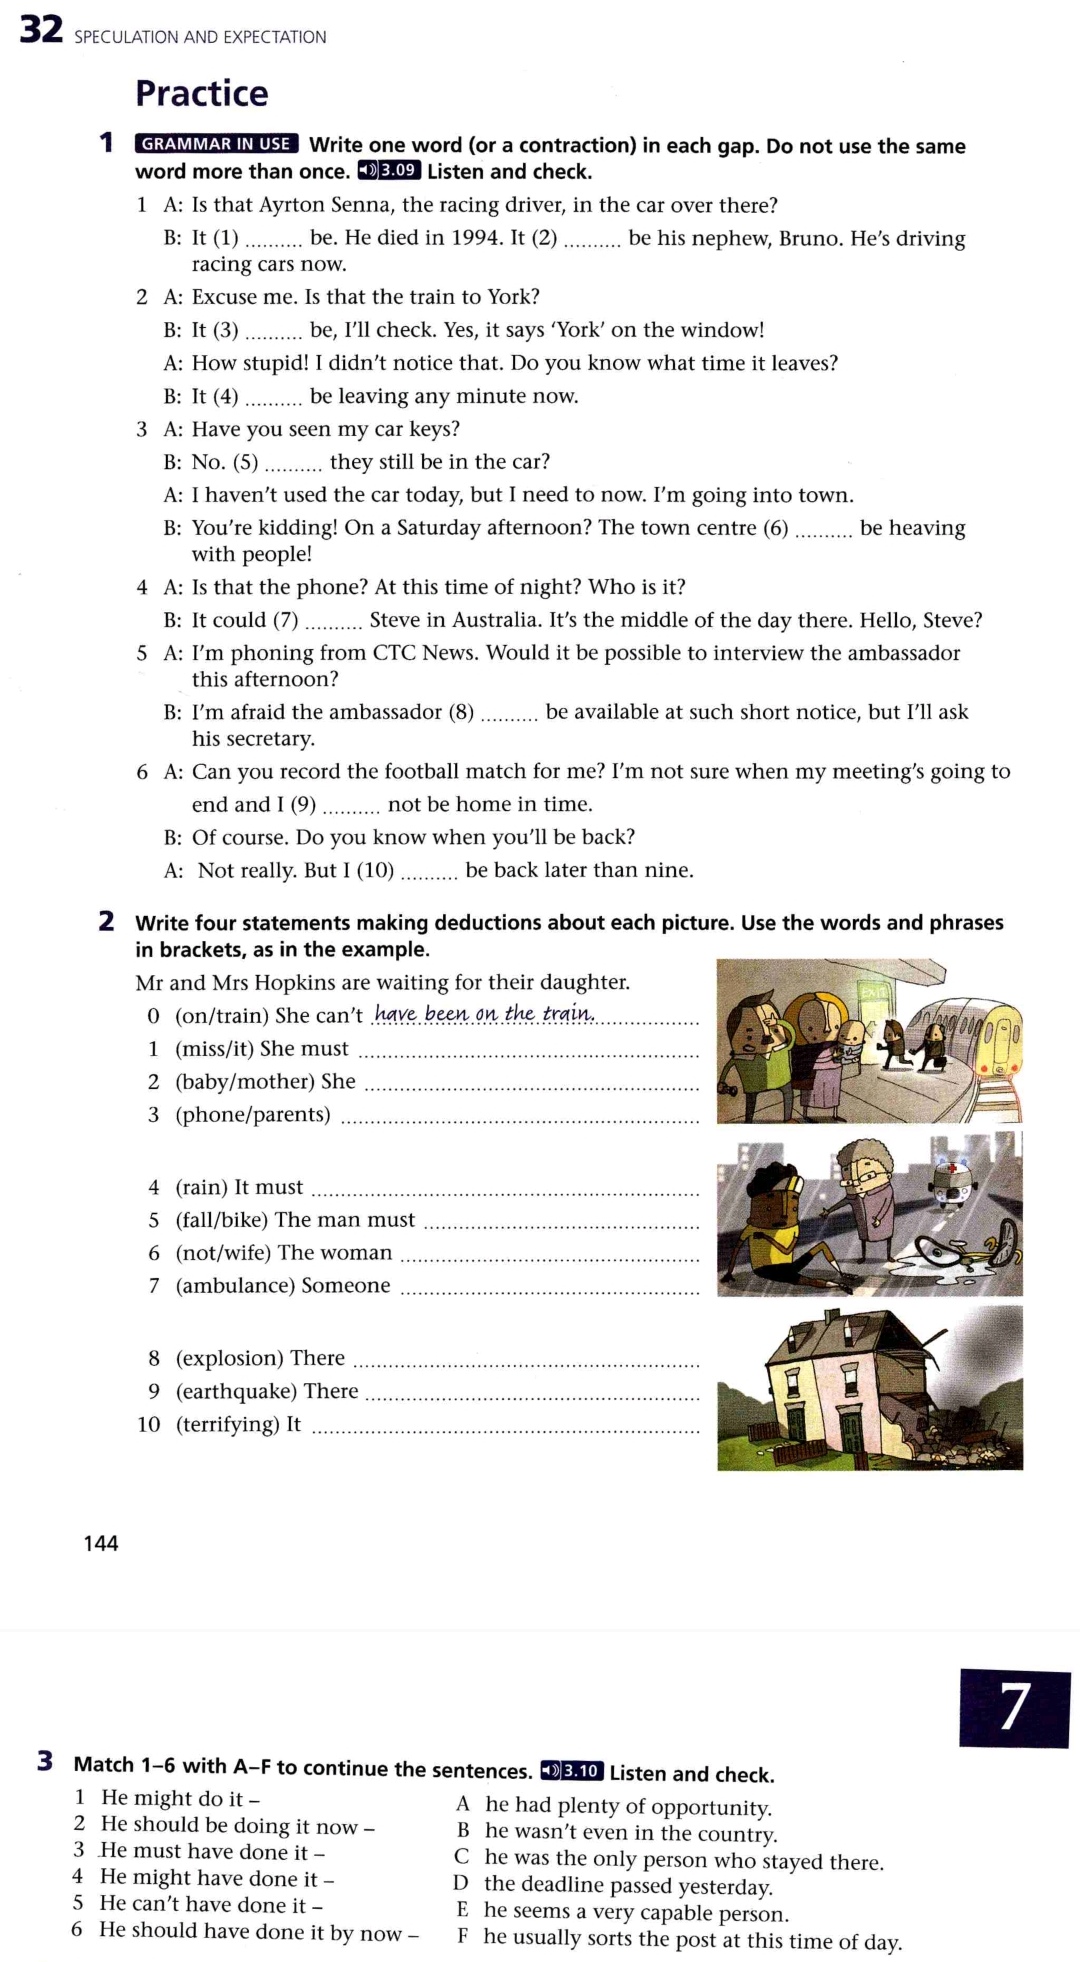 32 SPECULATION AND EXPECTATION
Practice
1 GRAMMAR IN USE Write one word (or a contraction) in each gap. Do not use the same
word more than once. 3.09 Listen and check.
1 A: Is that Ayrton Senna, the racing driver, in the car over there?
B: It (1) .......... be. He died in 1994. It (2) .......... be his nephew, Bruno. He's driving
racing cars now.
2 A: Excuse me. Is that the train to York?
B: It (3) .......... be, I'll check. Yes, it says 'York' on the window!
A: How stupid! I didn't notice that. Do you know what time it leaves?
B: It (4) .......... be leaving any minute now.
3 A: Have you seen my car keys?
B: No. (5) .......... they still be in the car?
A: I haven't used the car today, but I need to now. I'm going into town.
B: You're kidding! On a Saturday afternoon? The town centre (6) .......... be heaving
with people!
4 A: Is that the phone? At this time of night? Who is it?
B: It could (7) .......... Steve in Australia. It's the middle of the day there. Hello, Steve?
5 A: I'm phoning from CTC News. Would it be possible to interview the ambassador
this afternoon?
B: I'm afraid the ambassador (8) .......... be available at such short notice, but I'll ask
his secretary.
6 A: Can you record the football match for me? I'm not sure when my meeting's going to
end and I (9) .......... not be home in time.
B: Of course. Do you know when you'll be back?
A: Not really. But I (10) .......... be back later than nine.
2 Write four statements making deductions about each picture. Use the words and phrases
in brackets, as in the example.
Mr and Mrs Hopkins are waiting for their daughter.
0 (on/train) She can't have been on the train.
1 (miss/it) She must ..........
2 (baby/mother) She ..........
3 (phone/parents) ..........
EXIT
4 (rain) It must ..........
5 (fall/bike) The man must ..........
6 (not/wife) The woman ..........
7 (ambulance) Someone ..........
8 (explosion) There ..........
9 (earthquake) There ..........
10 (terrifying) It ..........
144
7
3 Match 1–6 with A–F to continue the sentences. 3.10 Listen and check.
1 He might do it – A he had plenty of opportunity.
2 He should be doing it now – B he wasn't even in the country.
3 He must have done it – C he was the only person who stayed there.
4 He might have done it – D the deadline passed yesterday.
5 He can't have done it – E he seems a very capable person.
6 He should have done it by now – F he usually sorts the post at this time of day.